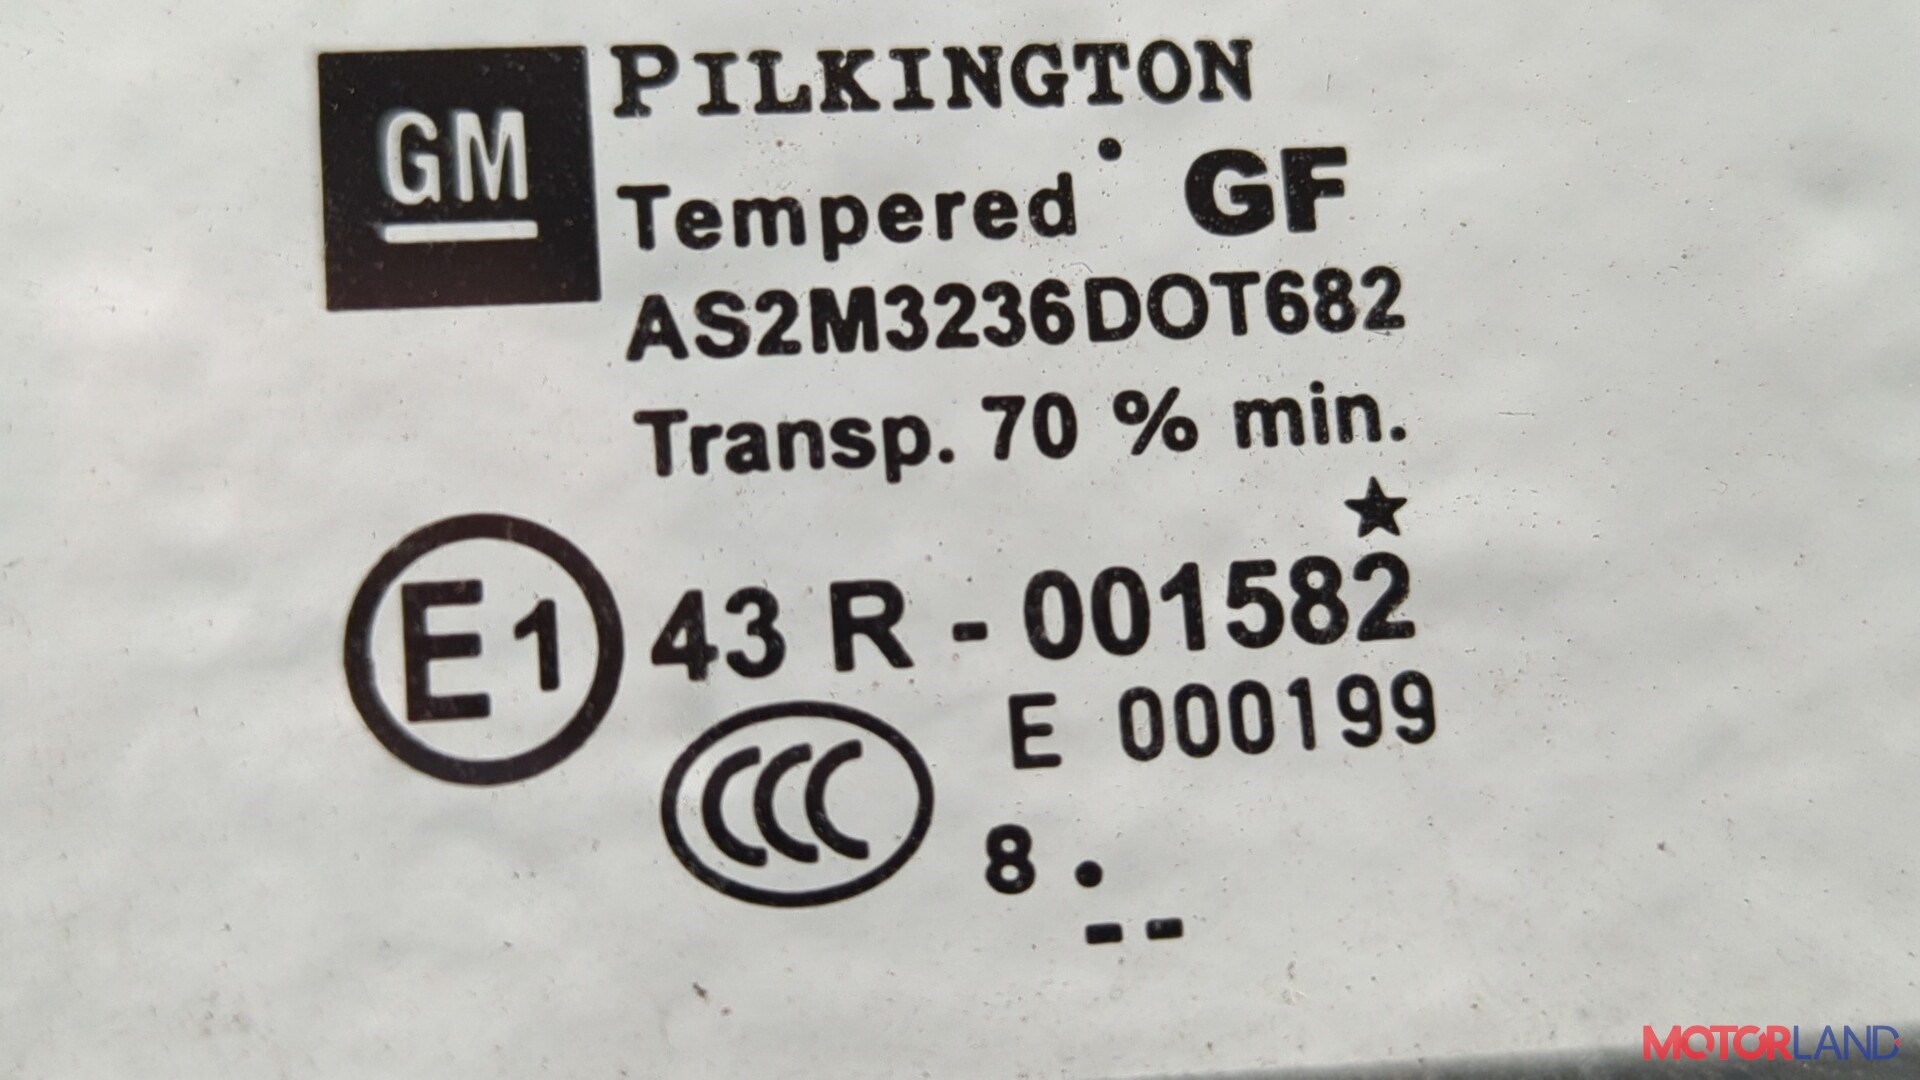 GM
PILKINGTON
Tempered GF
AS2M3236DOT682
Transp. 70 % min.
E1 43 R - 001582
CCC E 000199
8 .
--
MOTORLAND